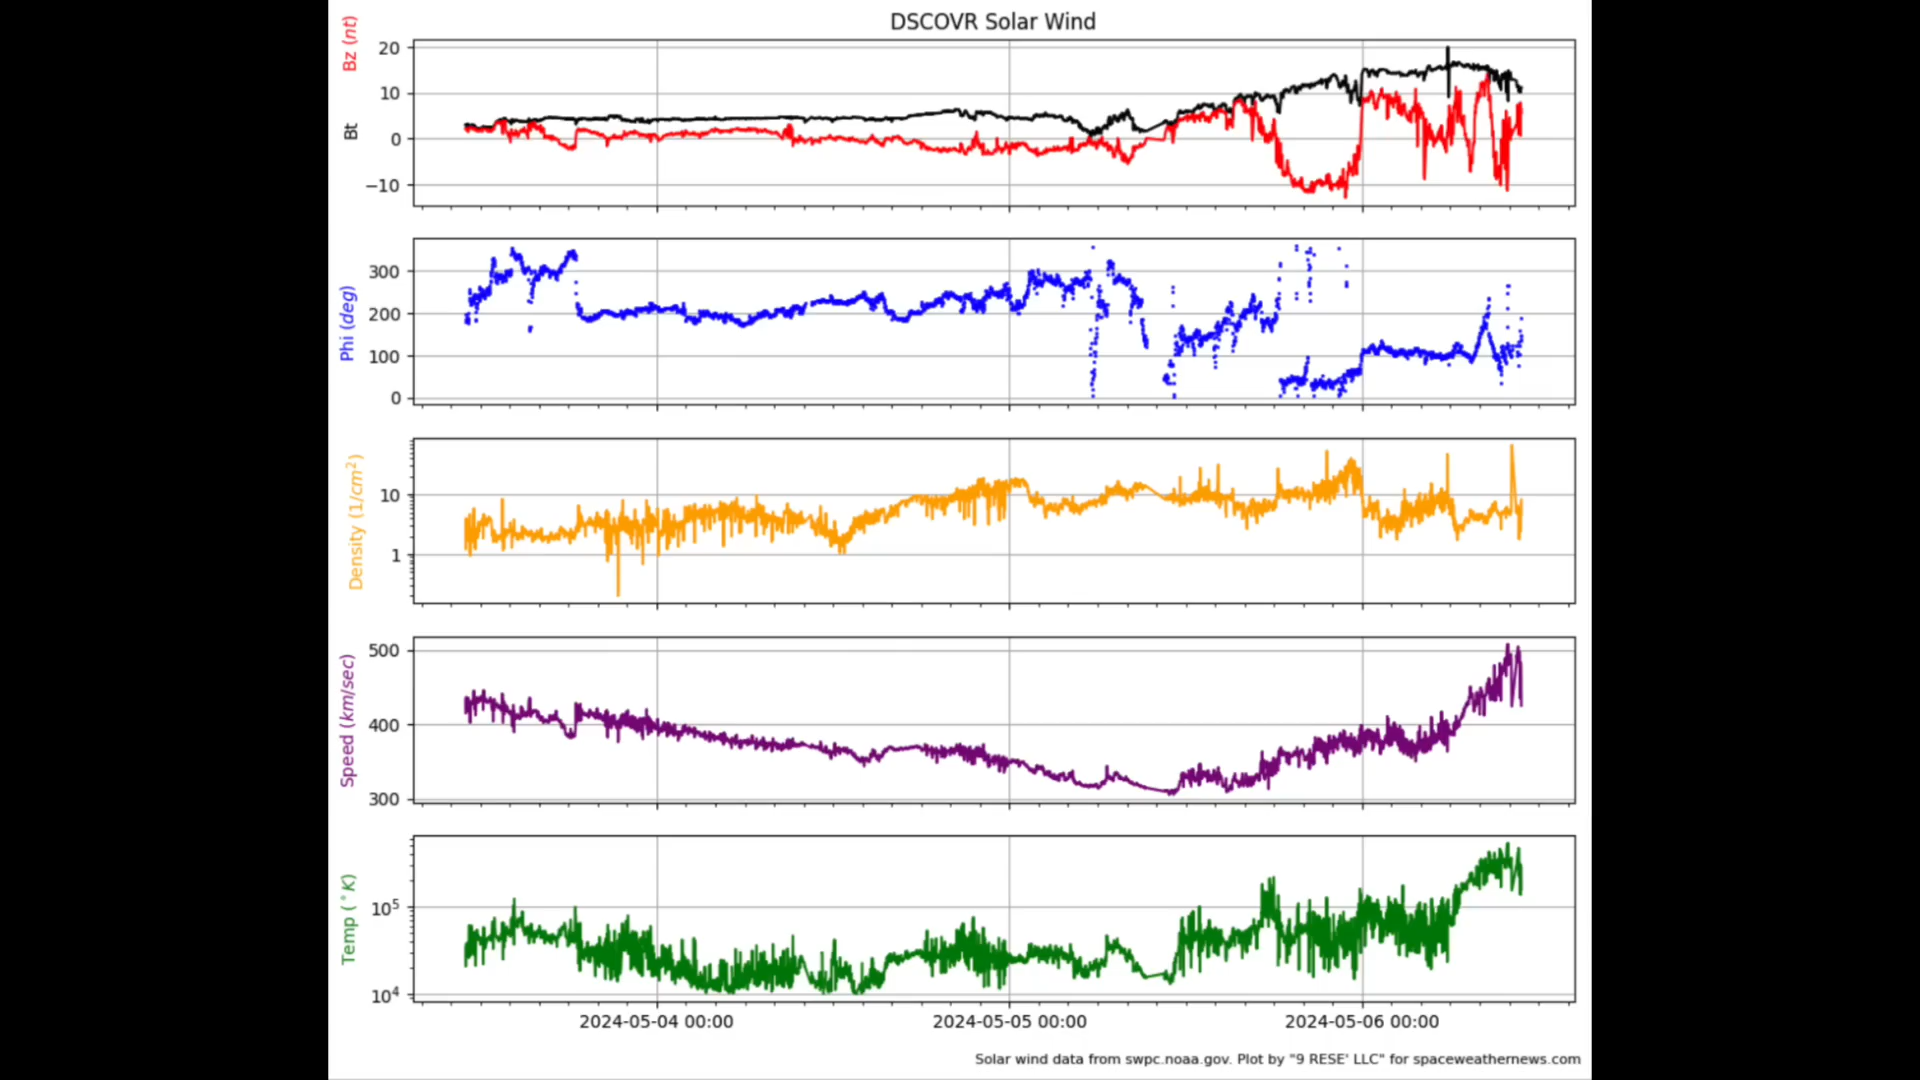 DSCOVR Solar Wind
Bz (nt)
Bt
20
10
0
−10
Phi (deg)
300
200
100
0
Density (1/cm²)
10
1
Speed (km/sec)
500
400
300
Temp (°K)
10⁵
10⁴
2024-05-04 00:00 2024-05-05 00:00 2024-05-06 00:00
Solar wind data from swpc.noaa.gov. Plot by "9 RESE' LLC" for spaceweathernews.com